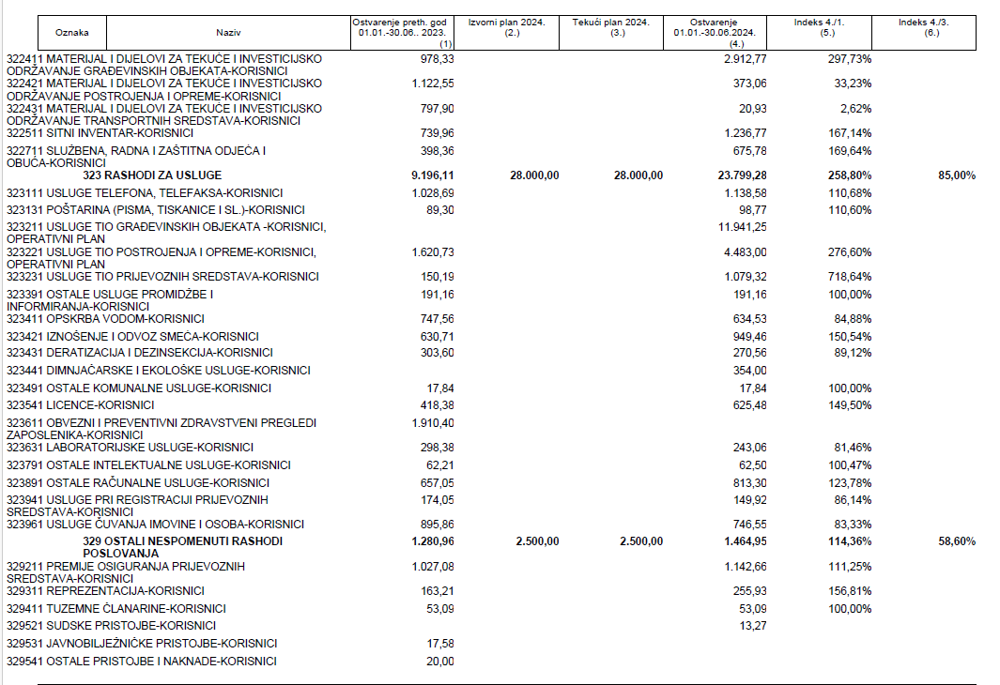 Oznaka Naziv Ostvarenje preth. god Izvorni plan 2024. Tekući plan 2024. Ostvarenje Indeks 4./1. Indeks 4./3.
01.01.-30.06.. 2023. (2.) (3.) 01.01.-30.06.2024. (5.) (6.)
(1) (4.)
322411 MATERIJAL I DIJELOVI ZA TEKUĆE I INVESTICIJSKO 978,33 2.912,77 297,73%
ODRŽAVANJE GRAĐEVINSKIH OBJEKATA-KORISNICI
322421 MATERIJAL I DIJELOVI ZA TEKUĆE I INVESTICIJSKO 1.122,55 373,06 33,23%
ODRŽAVANJE POSTROJENJA I OPREME-KORISNICI
322431 MATERIJAL I DIJELOVI ZA TEKUĆE I INVESTICIJSKO 797,90 20,93 2,62%
ODRŽAVANJE TRANSPORTNIH SREDSTAVA-KORISNICI
322511 SITNI INVENTAR-KORISNICI 739,96 1.236,77 167,14%
322711 SLUŽBENA, RADNA I ZAŠTITNA ODJEĆA I 398,36 675,78 169,64%
OBUĆA-KORISNICI
323 RASHODI ZA USLUGE 9.196,11 28.000,00 28.000,00 23.799,28 258,80% 85,00%
323111 USLUGE TELEFONA, TELEFAKSA-KORISNICI 1.028,69 1.138,58 110,68%
323131 POŠTARINA (PISMA, TISKANICE I SL.)-KORISNICI 89,30 98,77 110,60%
323211 USLUGE TIO GRAĐEVINSKIH OBJEKATA -KORISNICI, 11.941,25
OPERATIVNI PLAN
323221 USLUGE TIO POSTROJENJA I OPREME-KORISNICI, 1.620,73 4.483,00 276,60%
OPERATIVNI PLAN
323231 USLUGE TIO PRIJEVOZNIH SREDSTAVA-KORISNICI 150,19 1.079,32 718,64%
323391 OSTALE USLUGE PROMIDŽBE I 191,16 191,16 100,00%
INFORMIRANJA-KORISNICI
323411 OPSKRBA VODOM-KORISNICI 747,56 634,53 84,88%
323421 IZNOŠENJE I ODVOZ SMEĆA-KORISNICI 630,71 949,46 150,54%
323431 DERATIZACIJA I DEZINSEKCIJA-KORISNICI 303,60 270,56 89,12%
323441 DIMNJAČARSKE I EKOLOŠKE USLUGE-KORISNICI 354,00
323491 OSTALE KOMUNALNE USLUGE-KORISNICI 17,84 17,84 100,00%
323541 LICENCE-KORISNICI 418,38 625,48 149,50%
323611 OBVEZNI I PREVENTIVNI ZDRAVSTVENI PREGLEDI 1.910,40
ZAPOSLENIKA-KORISNICI
323631 LABORATORIJSKE USLUGE-KORISNICI 298,38 243,06 81,46%
323791 OSTALE INTELEKTUALNE USLUGE-KORISNICI 62,21 62,50 100,47%
323891 OSTALE RAČUNALNE USLUGE-KORISNICI 657,05 813,30 123,78%
323941 USLUGE PRI REGISTRACIJI PRIJEVOZNIH 174,05 149,92 86,14%
SREDSTAVA-KORISNICI
323961 USLUGE ČUVANJA IMOVINE I OSOBA-KORISNICI 895,86 746,55 83,33%
329 OSTALI NESPOMENUTI RASHODI 1.280,96 2.500,00 2.500,00 1.464,95 114,36% 58,60%
POSLOVANJA
329211 PREMIJE OSIGURANJA PRIJEVOZNIH 1.027,08 1.142,66 111,25%
SREDSTAVA-KORISNICI
329311 REPREZENTACIJA-KORISNICI 163,21 255,93 156,81%
329411 TUZEMNE ČLANARINE-KORISNICI 53,09 53,09 100,00%
329521 SUDSKE PRISTOJBE-KORISNICI 13,27
329531 JAVNOBILJEŽNIČKE PRISTOJBE-KORISNICI 17,58
329541 OSTALE PRISTOJBE I NAKNADE-KORISNICI 20,00